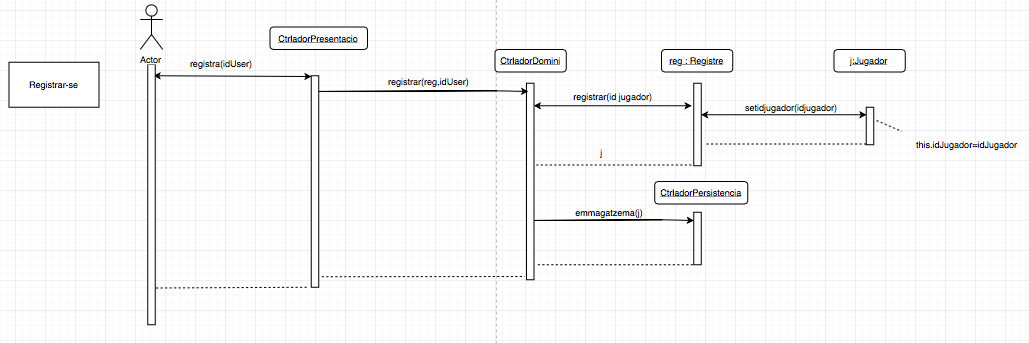 CtrladorPresentacio
Actor
registra(idUser)
CtrladorDomini
reg : Registre
j:Jugador
Registrar-se
registrar(reg,idUser)
registrar(id jugador)
setidjugador(idjugador)
this.idJugador=idJugador
j
CtrladorPersistencia
emmagatzema(j)